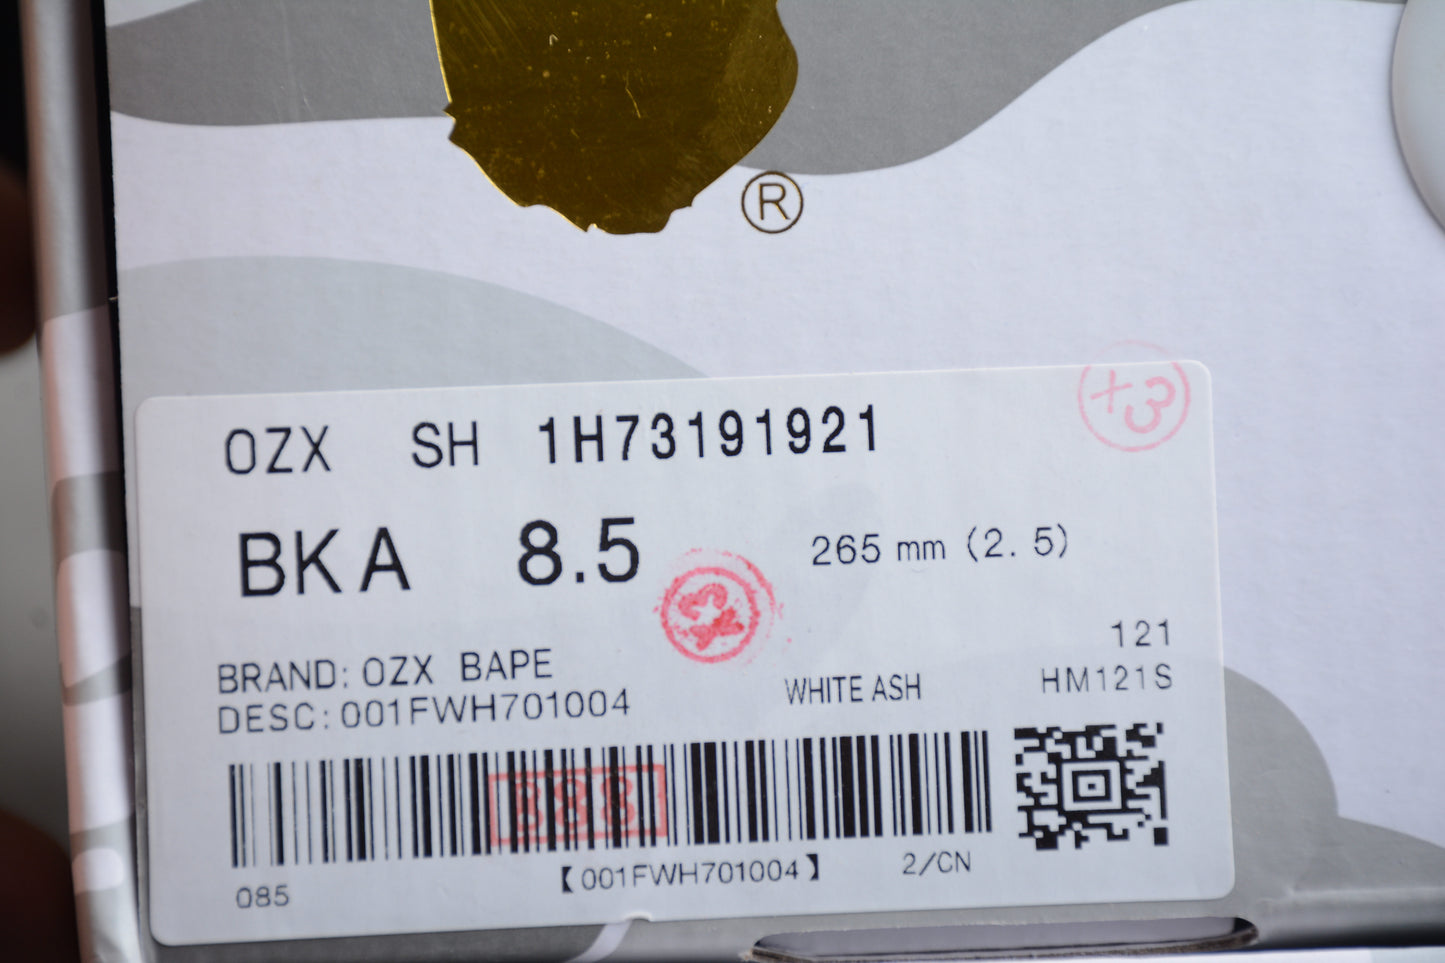 ®
×3
OZX SH 1H73191921
BKA 8.5 265 mm (2.5)
BRAND: OZX BAPE
121
DESC:001FWH701004 WHITE ASH HM121S
888
085 【001FWH701004】 2/CN